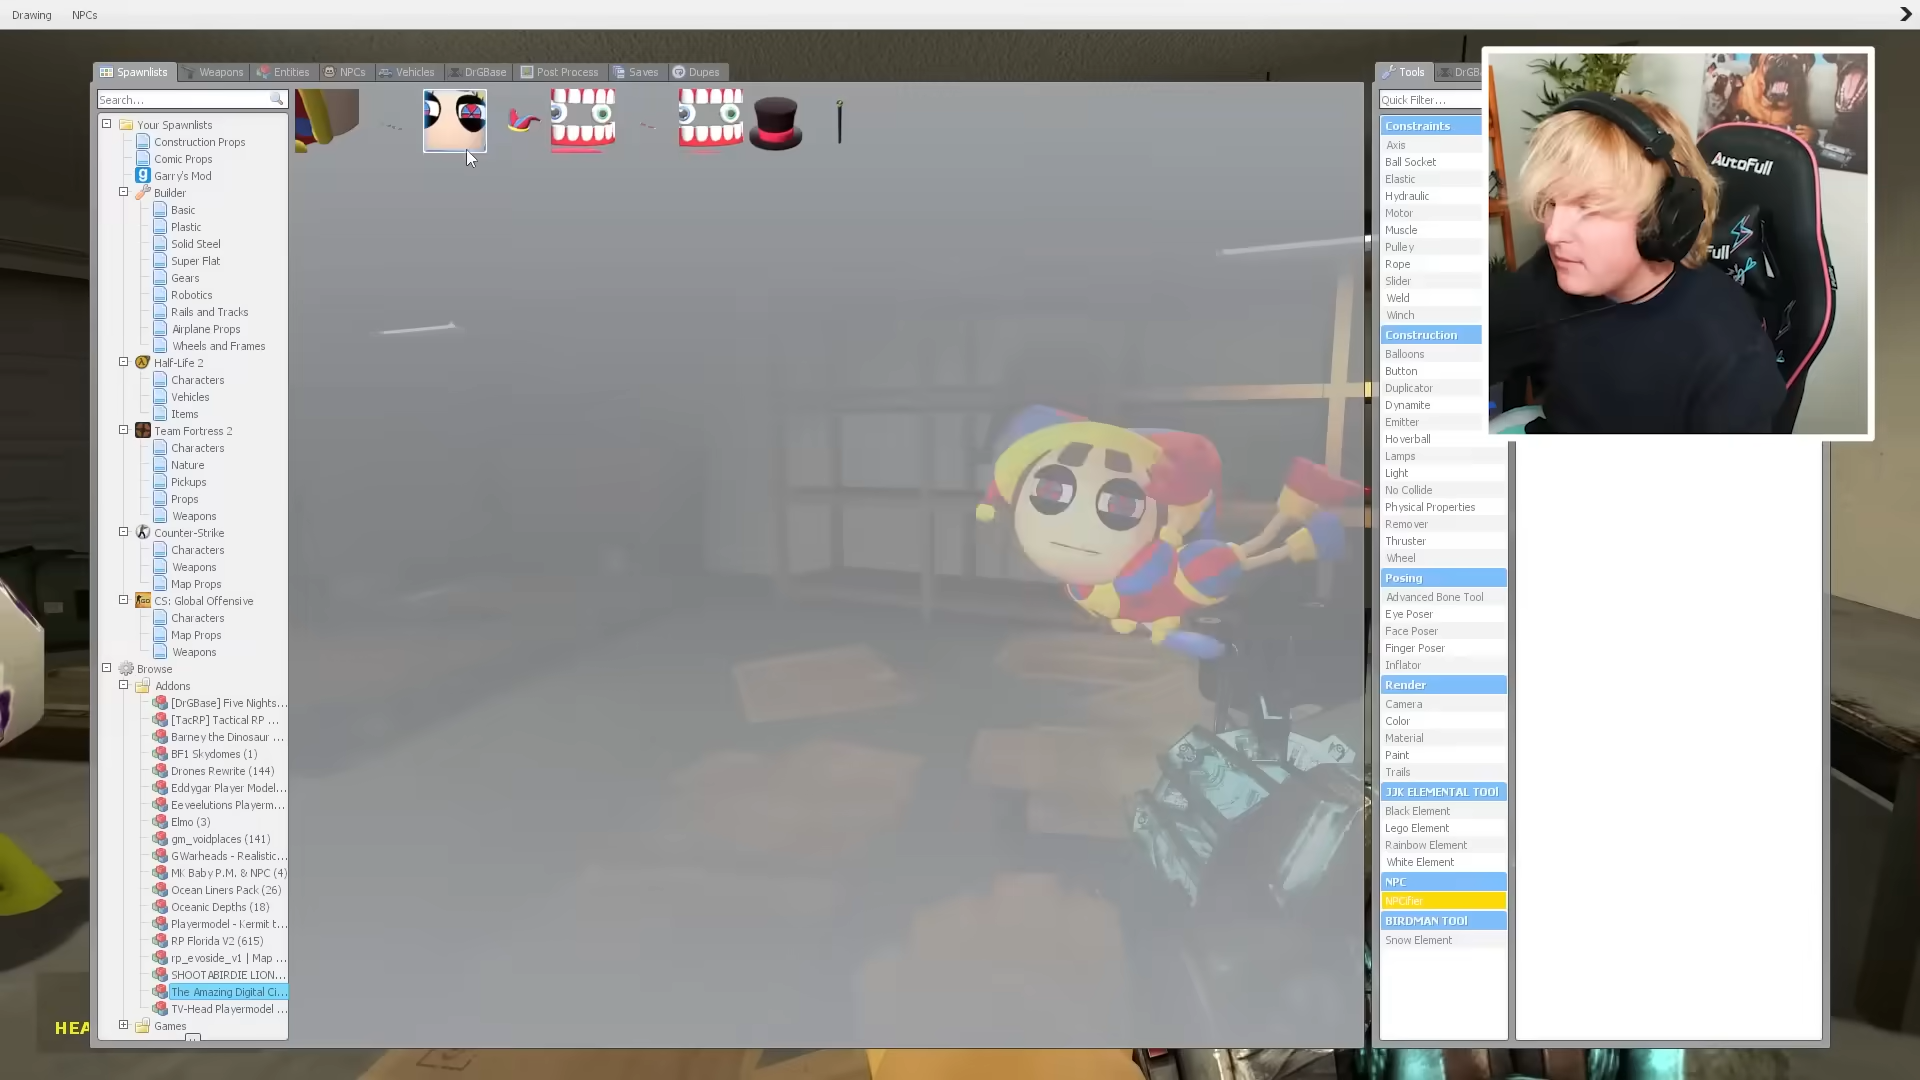 Drawing NPCs
Spawnlists Weapons Entities NPCs Vehicles DrGBase Post Process Saves Dupes
Search...
Your Spawnlists
Construction Props
Comic Props
Garry's Mod
Builder
Basic
Plastic
Solid Steel
Super Flat
Gears
Robotics
Rails and Tracks
Airplane Props
Wheels and Frames
Half-Life 2
Characters
Vehicles
Items
Team Fortress 2
Characters
Nature
Pickups
Props
Weapons
Counter-Strike
Characters
Weapons
Map Props
CS: Global Offensive
Characters
Map Props
Weapons
Browse
Addons
[DrGBase] Five Nights...
[TacRP] Tactical RP ...
Barney the Dinosaur ...
BF1 Skydomes (1)
Drones Rewrite (144)
Eddygar Player Model...
Eeveelutions Playerm...
Elmo (3)
gm_voidplaces (141)
GWarheads - Realistic...
MK Baby P.M. & NPC (4)
Ocean Liners Pack (26)
Oceanic Depths (18)
Playermodel - Kermit t...
RP Florida V2 (615)
rp_evoside_v1 | Map ...
SHOOTABIRDIE LION...
The Amazing Digital Ci...
TV-Head Playermodel ...
Games
HEA
Tools DrGBa
Quick Filter...
Constraints
Axis
Ball Socket
Elastic
Hydraulic
Motor
Muscle
Pulley
Rope
Slider
Weld
Winch
Construction
Balloons
Button
Duplicator
Dynamite
Emitter
Hoverball
Lamps
Light
No Collide
Physical Properties
Remover
Thruster
Wheel
Posing
Advanced Bone Tool
Eye Poser
Face Poser
Finger Poser
Inflator
Render
Camera
Color
Material
Paint
Trails
JJK ELEMENTAL TOOl
Black Element
Lego Element
Rainbow Element
White Element
NPC
NPCifier
BIRDMAN TOOl
Snow Element
AutoFull
Full